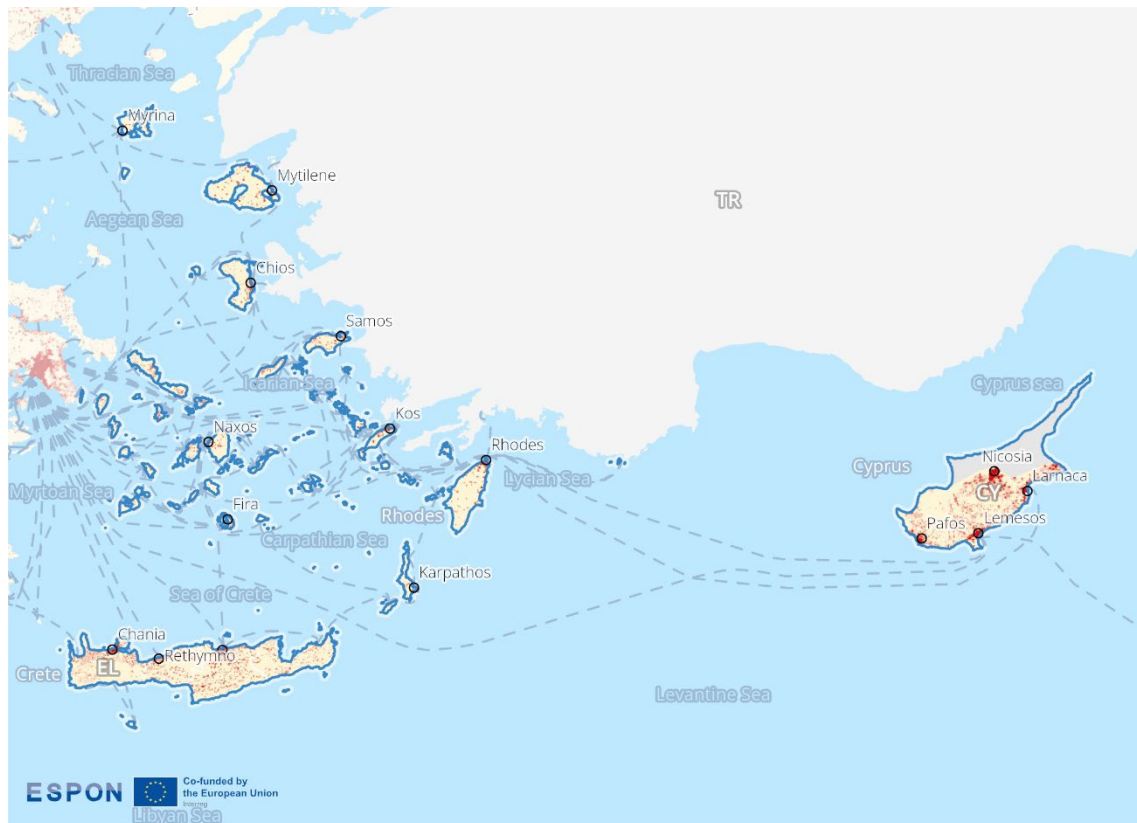 Thracian Sea
Myrina
Mytilene
TR
Aegean Sea
Chios
Samos
Icarian Sea
Cyprus sea
Kos
Naxos
Rhodes
Nicosia
Cyprus
Lycian Sea
Larnaca
Myrtoan Sea
CY
Fira
Rhodes
Pafos
Lemesos
Carpathian Sea
Karpathos
Sea of Crete
Chania
Rethymno
Crete
EL
Levantine Sea
ESPON
Co-funded by
the European Union
Interreg
Libyan Sea